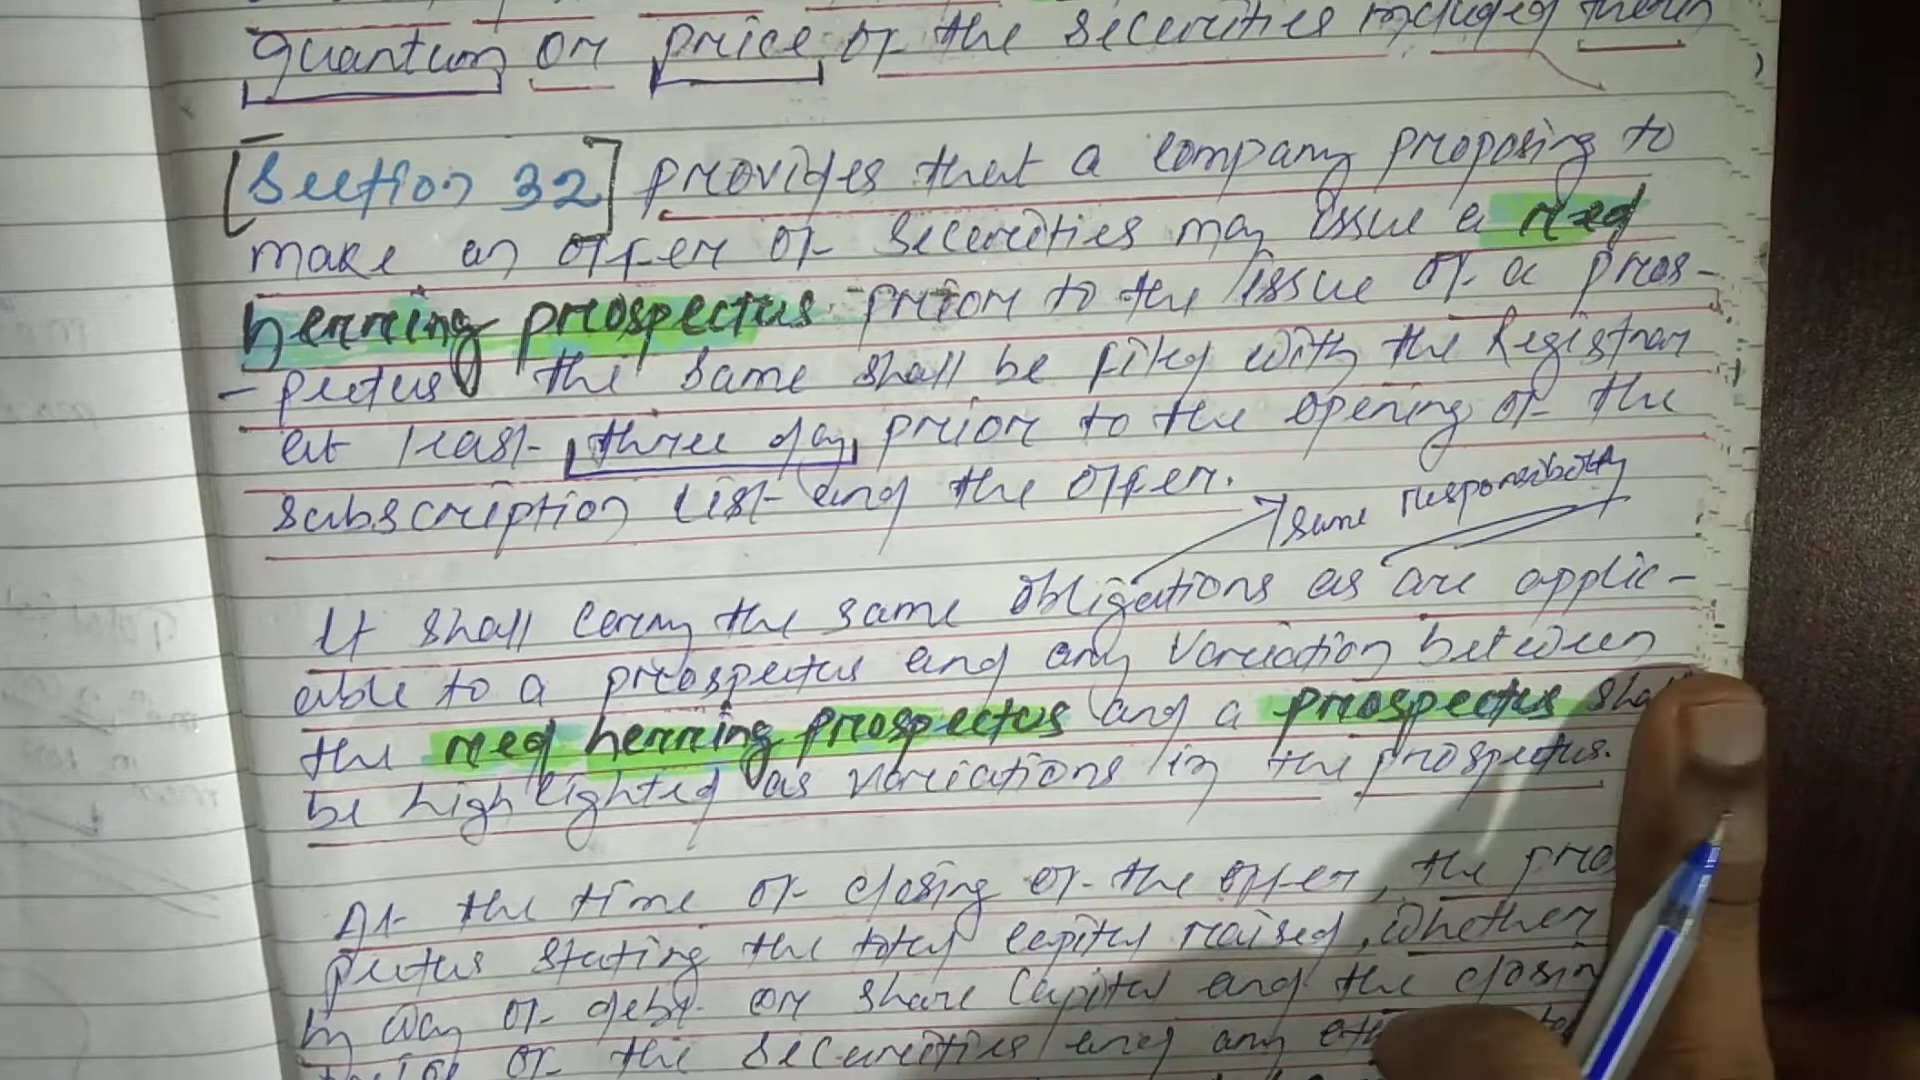 quantum or price of the securities included therein
[Section 32] provides that a company proposing to
make an offer of securities may issue a red
herring prospectus prior to the issue of a pros-
-pectus the same shall be filed with the Registrar
at least three day prior to the opening of the
subscription list and the offer.
same responsibility
It shall carry the same obligations as are applic-
able to a prospectus and any variation between
the red herring prospectus and a prospectus sha
be highlighted as variations in the prospectus.
At the time of closing of the offer, the pros
pectus stating the total capital raised, whether
by way of debt or share capital and the closin
of the securities and any